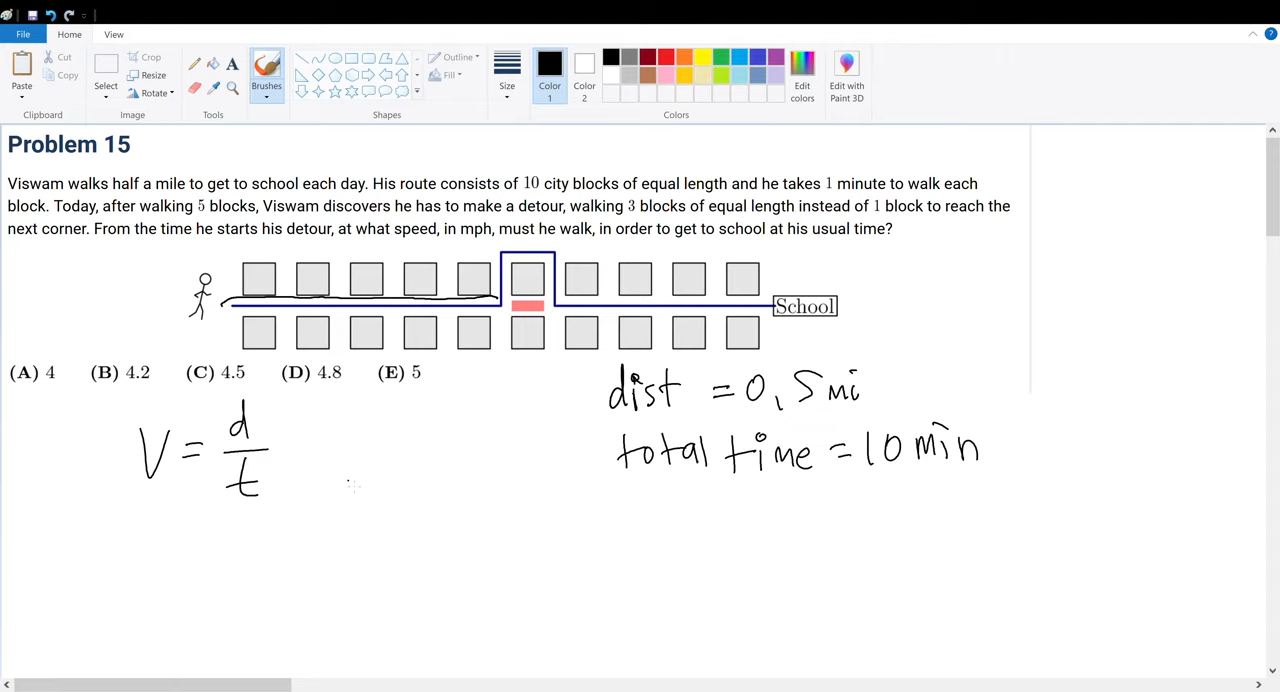 File Home View
Paste Cut Copy Select Crop Resize Rotate Brushes Outline Fill Size Color 1 Color 2 Edit colors Edit with Paint 3D
Clipboard Image Tools Shapes Colors
Problem 15
Viswam walks half a mile to get to school each day. His route consists of 10 city blocks of equal length and he takes 1 minute to walk each
block. Today, after walking 5 blocks, Viswam discovers he has to make a detour, walking 3 blocks of equal length instead of 1 block to reach the
next corner. From the time he starts his detour, at what speed, in mph, must he walk, in order to get to school at his usual time?
School
(A) 4 (B) 4.2 (C) 4.5 (D) 4.8 (E) 5
dist = 0.5 mi
V = d/t
total time = 10 min